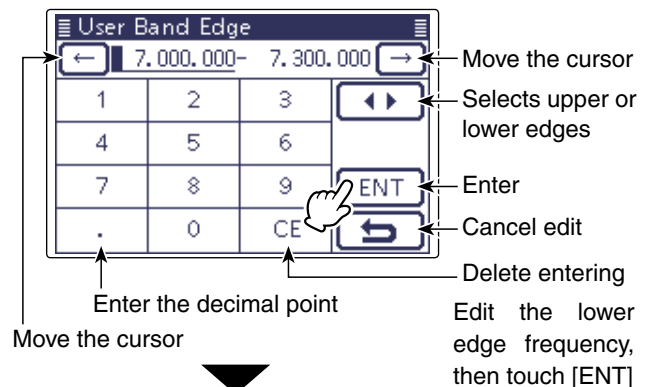 User Band Edge
← 7.000.000- 7.300.000 →
Move the cursor
1 2 3 ◀ ▶
Selects upper or
lower edges
4 5 6
7 8 9 ENT
Enter
. 0 CE
Cancel edit
Delete entering
Enter the decimal point
Move the cursor
Edit the lower
edge frequency,
then touch [ENT]